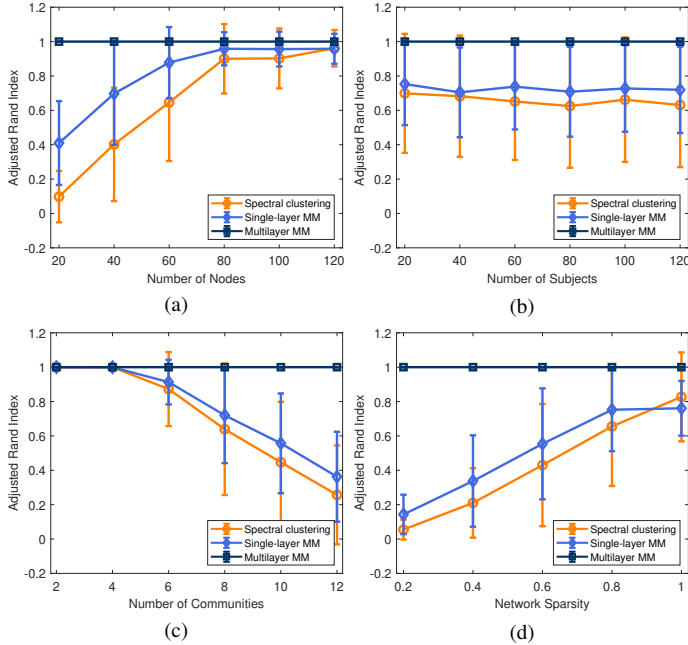 1.2
1
0.8
0.6
0.4
0.2
0
-0.2
Adjusted Rand Index
20 40 60 80 100 120
Number of Nodes
Spectral clustering
Single-layer MM
Multilayer MM
(a)
1.2
1
0.8
0.6
0.4
0.2
0
-0.2
Adjusted Rand Index
20 40 60 80 100 120
Number of Subjects
Spectral clustering
Single-layer MM
Multilayer MM
(b)
1.2
1
0.8
0.6
0.4
0.2
0
-0.2
Adjusted Rand Index
2 4 6 8 10 12
Number of Communities
Spectral clustering
Single-layer MM
Multilayer MM
(c)
1.2
1
0.8
0.6
0.4
0.2
0
-0.2
Adjusted Rand Index
0.2 0.4 0.6 0.8 1
Network Sparsity
Spectral clustering
Single-layer MM
Multilayer MM
(d)